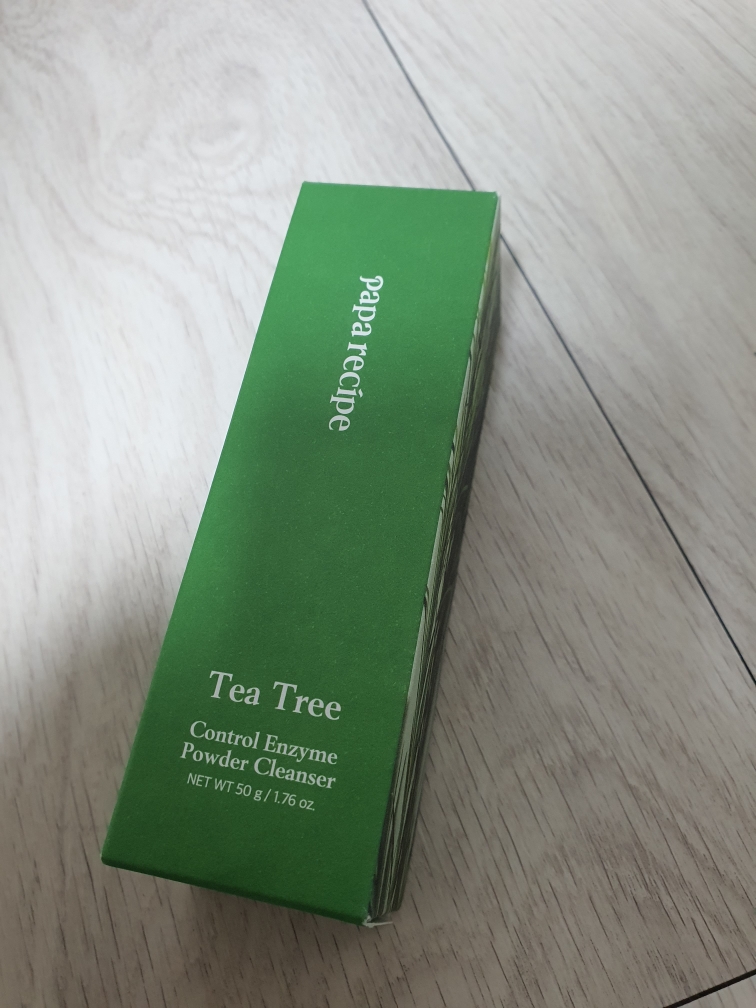 papa recipe
Tea Tree
Control Enzyme
Powder Cleanser
NET WT 50 g / 1.76 oz.